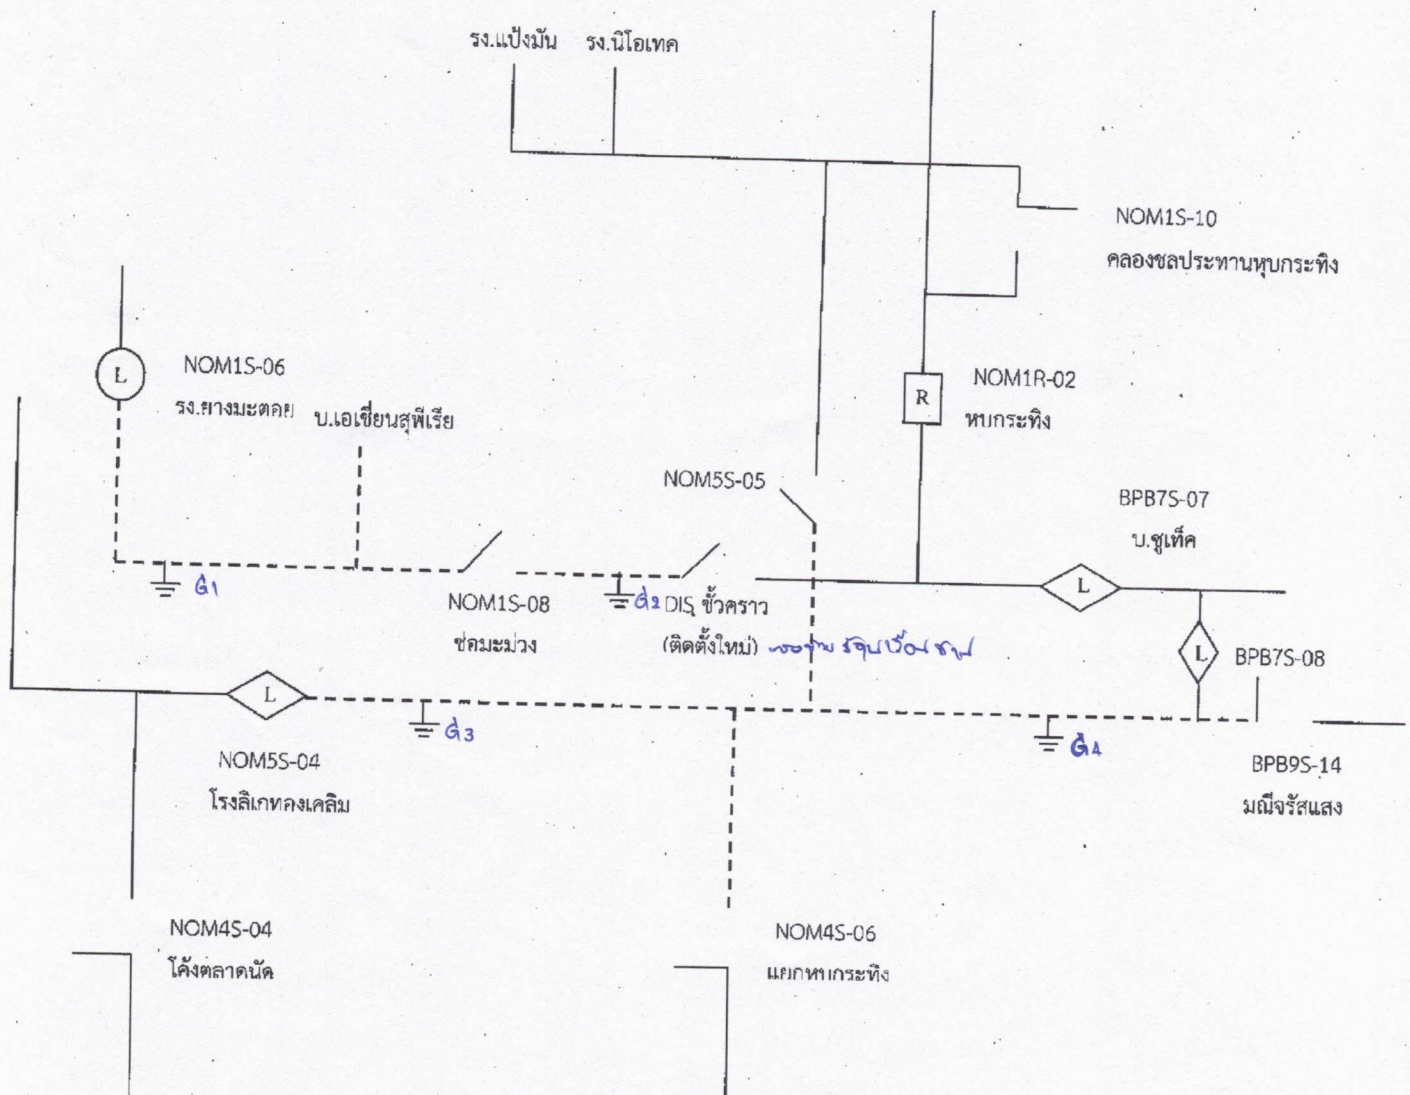 รง.แป้งมัน รง.นิโอเทค
NOM1S-10
คลองชลประทานหุบกระทิง
L
NOM1S-06
รง.ยางมะตอย
บ.เอเชี่ยนสุพีเรีย
R
NOM1R-02
หบกระทิง
NOM5S-05
BPB7S-07
บ.ชูเท็ค
L
G1
NOM1S-08
ช่อมะม่วง
G2
DIS ชั่วคราว
(ติดตั้งใหม่)
L
BPB7S-08
L
G3
G4
NOM5S-04
โรงลิเกทองเคลิม
BPB9S-14
มณีจรัสแสง
NOM4S-04
โค้งตลาดนัด
NOM4S-06
แยกหบกระทิง